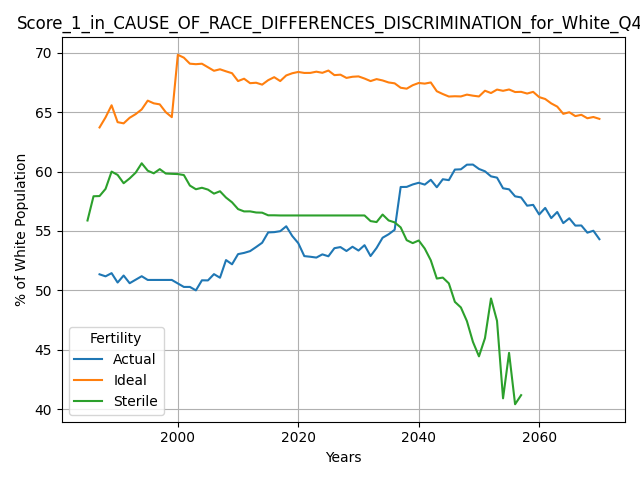 Score_1_in_CAUSE_OF_RACE_DIFFERENCES_DISCRIMINATION_for_White_Q4
70
65
60
55
50
45
40
% of White Population
Fertility
Actual
Ideal
Sterile
2000 2020 2040 2060
Years